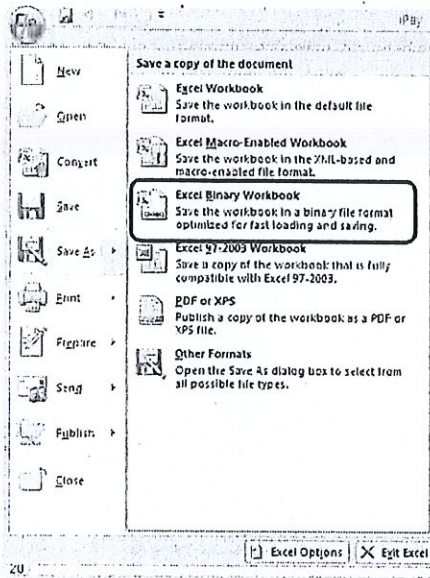 New
Open
Convert
Save
Save As
Print
Prepare
Send
Publish
Close
Save a copy of the document
Excel Workbook
Save the workbook in the default file
format.
Excel Macro-Enabled Workbook
Save the workbook in the XML-based and
macro-enabled file format.
Excel Binary Workbook
Save the workbook in a binary file format
optimized for fast loading and saving.
Excel 97-2003 Workbook
Save a copy of the workbook that is fully
compatible with Excel 97-2003.
PDF or XPS
Publish a copy of the workbook as a PDF or
XPS file.
Other Formats
Open the Save As dialog box to select from
all possible file types.
Excel Options
Exit Excel
20